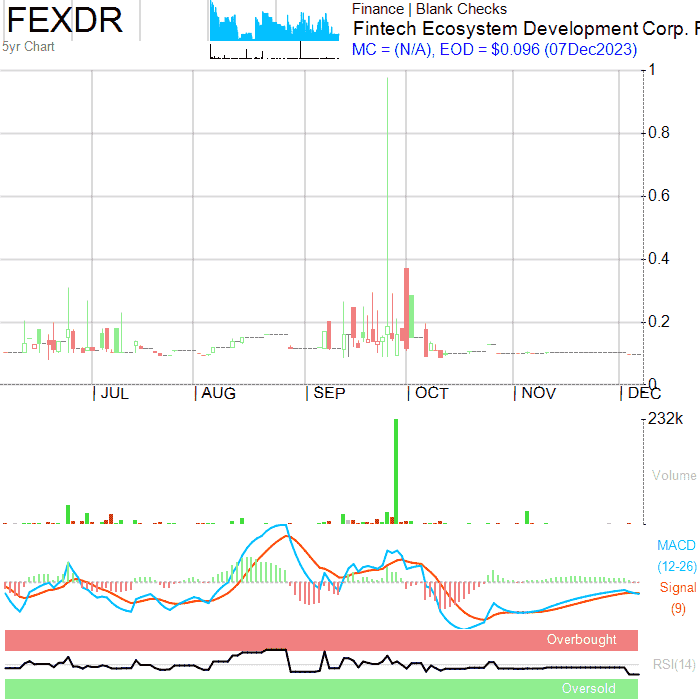 FEXDR
5yr Chart
Finance | Blank Checks
Fintech Ecosystem Development Corp. F
MC = (N/A), EOD = $0.096 (07Dec2023)
1
0.8
0.6
0.4
0.2
0
| JUL | AUG | SEP | OCT | NOV | DEC
232k
Volume
MACD
(12-26)
Signal
(9)
Overbought
RSI(14)
Oversold